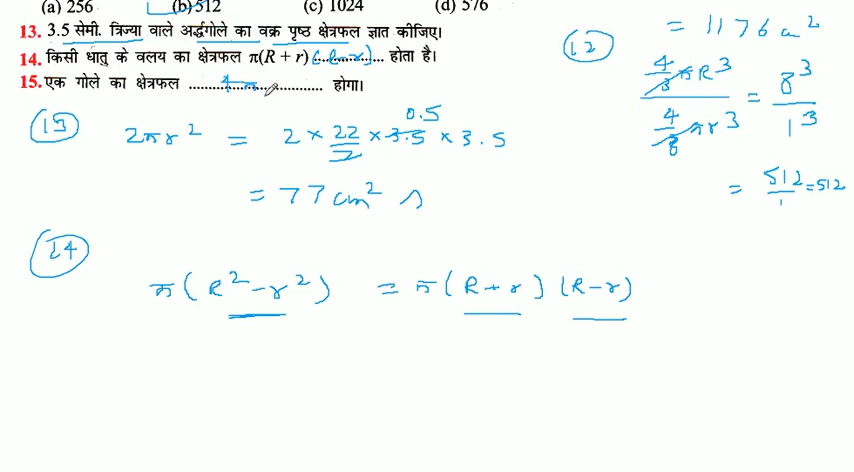 (a) 256 (b) 512 (c) 1024 (d) 576
13. 3.5 सेमी. त्रिज्या वाले अर्द्धगोले का वक्र पृष्ठ क्षेत्रफल ज्ञात कीजिए।
14. किसी धातु के वलय का क्षेत्रफल π(R + r) (R-r) होता है।
15. एक गोले का क्षेत्रफल .......4π....... होगा।
(12) = 1176 cm²
4/3 πR³ / 4/3 πr³ = 8³/1³
= 512/1 = 512
(13) 2πr² = 2 × 22/7 × 3.5 × 3.5
0.5
= 77 cm²
(14)
π(R² - r²) = π(R + r)(R - r)